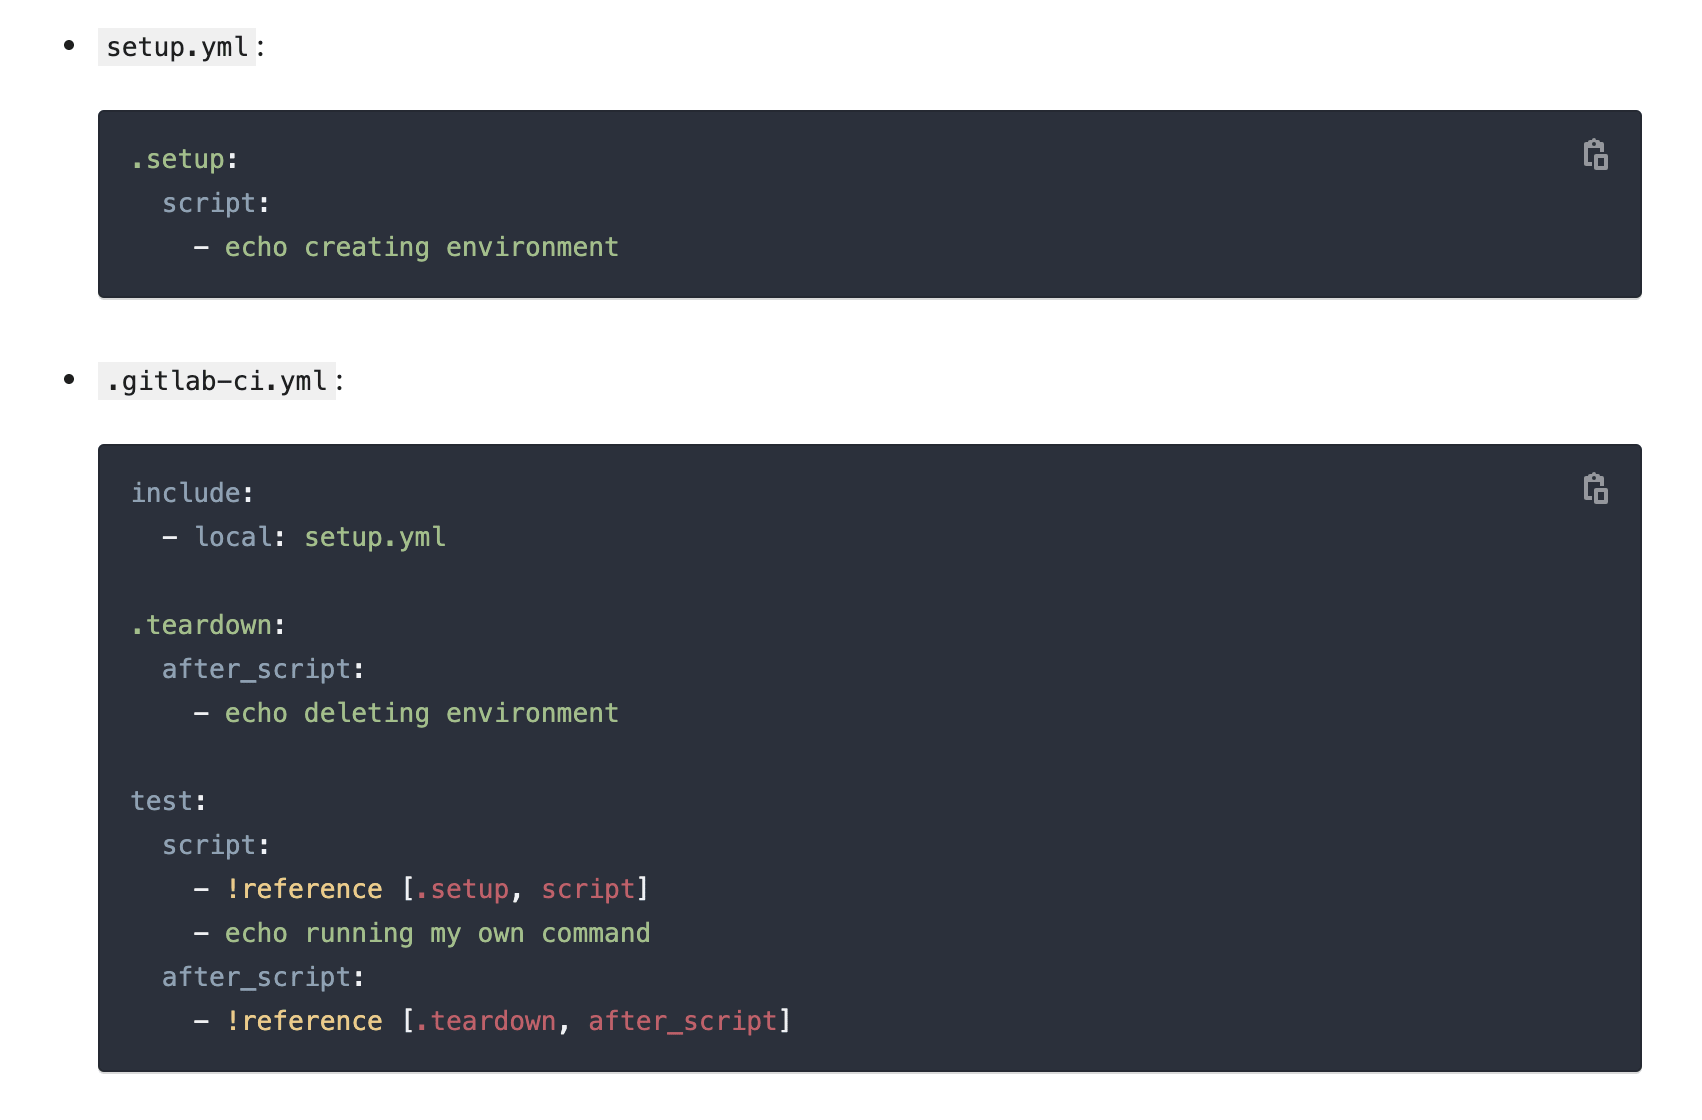 • setup.yml:
.setup:
  script:
    - echo creating environment
• .gitlab-ci.yml:
include:
  - local: setup.yml

.teardown:
  after_script:
    - echo deleting environment

test:
  script:
    - !reference [.setup, script]
    - echo running my own command
  after_script:
    - !reference [.teardown, after_script]